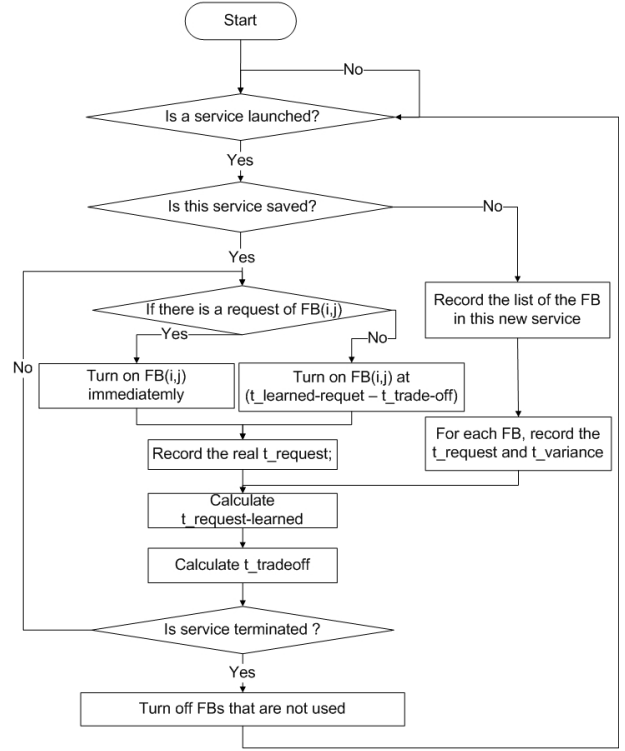 Start
No
Is a service launched?
Yes
Is this service saved?
No
Yes
If there is a request of FB(i,j)
Yes
No
Record the list of the FB
in this new service
No
Turn on FB(i,j)
immediatemly
Turn on FB(i,j) at
(t_learned-requet – t_trade-off)
For each FB, record the
t_request and t_variance
Record the real t_request;
Calculate
t_request-learned
Calculate t_tradeoff
Is service terminated ?
Yes
Turn off FBs that are not used